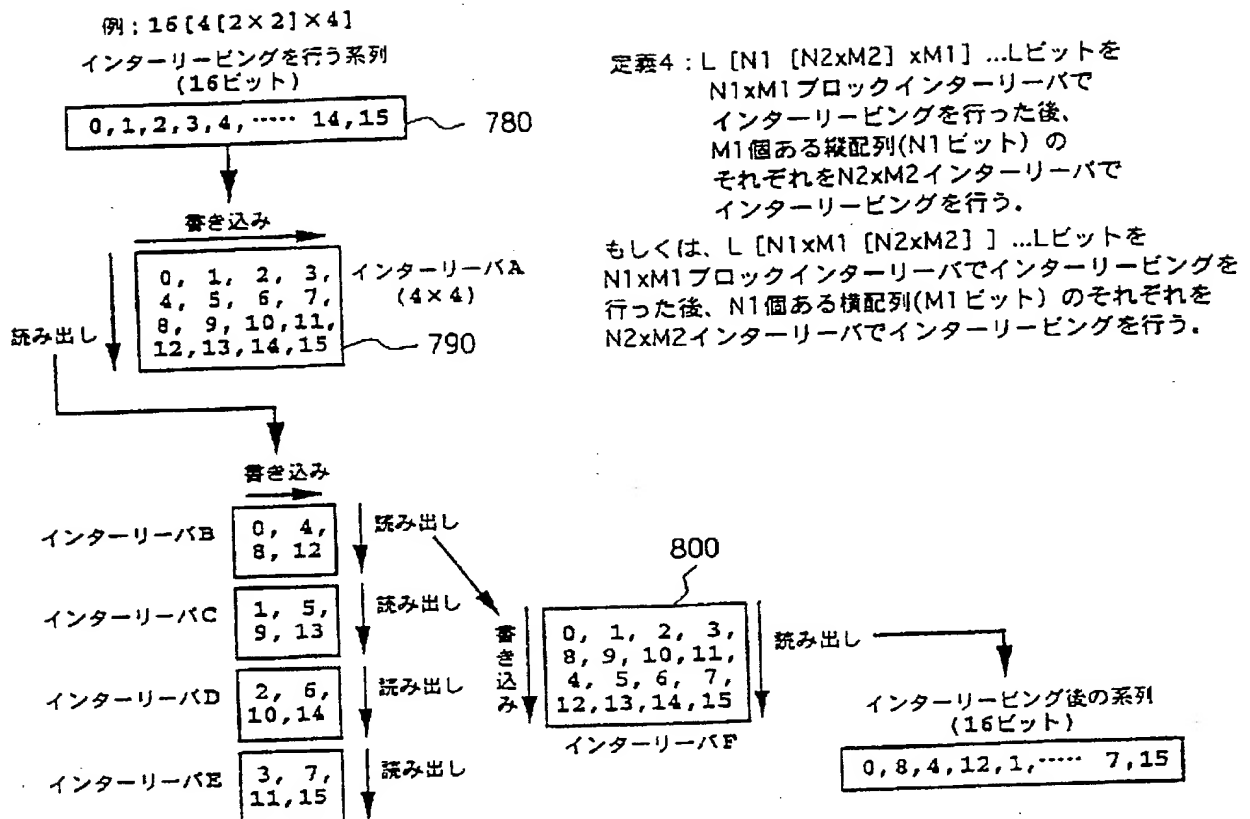 例；16[4[2×2]×4]
インターリービングを行う系列
(16ビット)
0,1,2,3,4,‥‥‥ 14,15
780
定義4：L [N1 [N2xM2] xM1] ...Lビットを
N1xM1ブロックインターリーバで
インターリービングを行った後、
M1個ある縦配列(N1ビット）の
それぞれをN2xM2インターリーバで
インターリービングを行う．
もしくは、L [N1xM1 [N2xM2] ] ...Lビットを
N1xM1ブロックインターリーバでインターリービングを
行った後、N1個ある横配列(M1ビット）のそれぞれを
N2xM2インターリーバでインターリービングを行う．
書き込み
0, 1, 2, 3,
4, 5, 6, 7,
8, 9, 10,11,
12,13,14,15
インターリーバA
(4×4)
読み出し
790
書き込み
インターリーバB
0, 4,
8, 12
読み出し
インターリーバC
1, 5,
9, 13
読み出し
インターリーバD
2, 6,
10,14
読み出し
インターリーバE
3, 7,
11,15
読み出し
800
書き込み
0, 1, 2, 3,
8, 9, 10,11,
4, 5, 6, 7,
12,13,14,15
読み出し
インターリーバF
インターリービング後の系列
(16ビット)
0,8,4,12,1,‥‥‥ 7,15